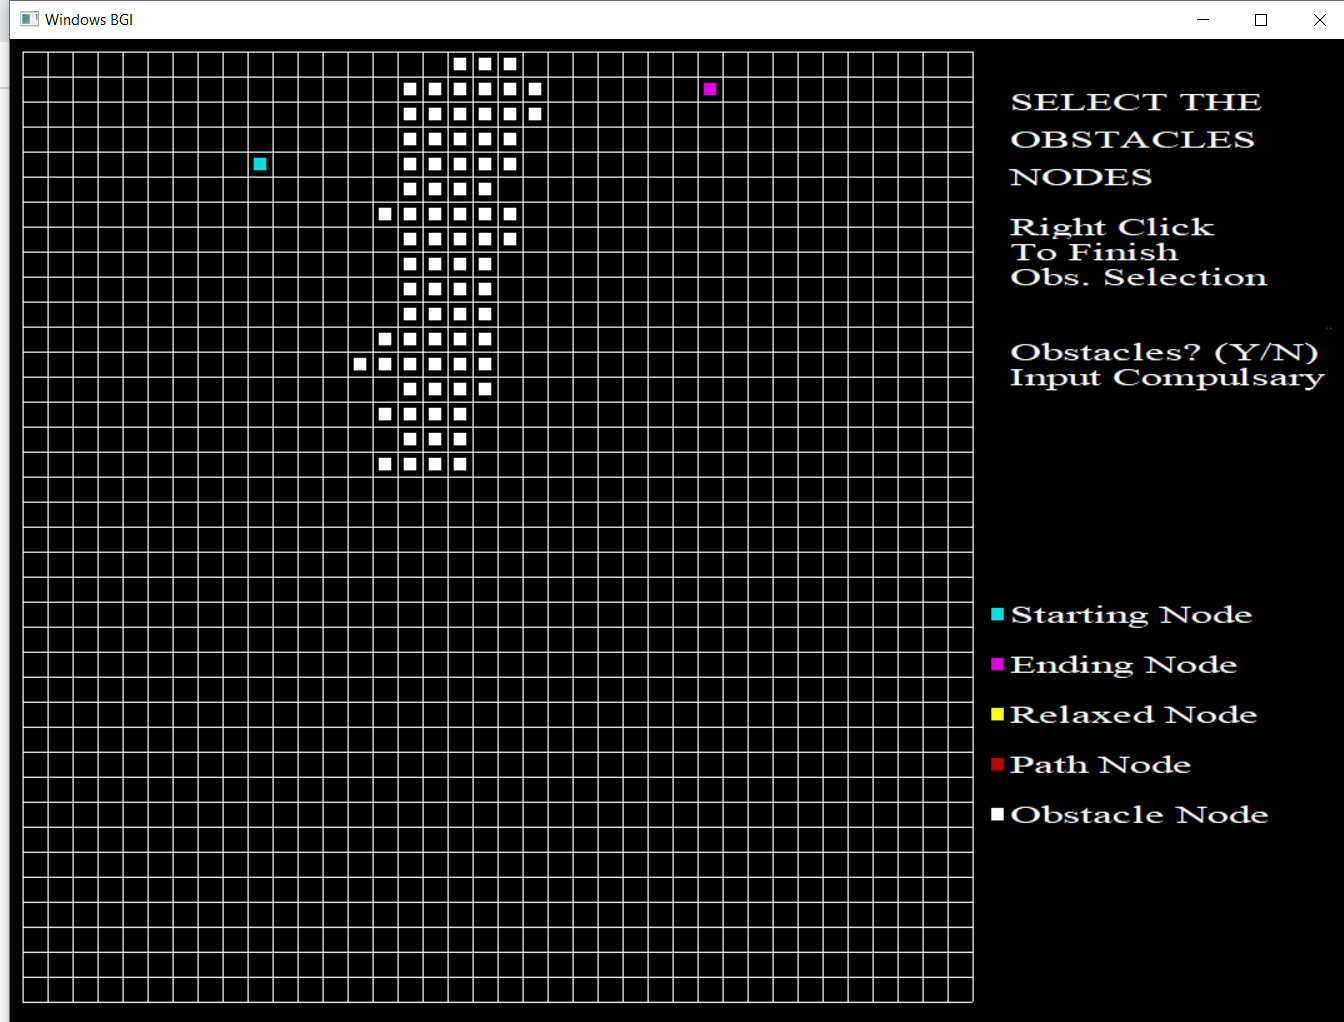 Windows BGI
SELECT THE
OBSTACLES
NODES
Right Click
To Finish
Obs. Selection
Obstacles? (Y/N)
Input Compulsary
Starting Node
Ending Node
Relaxed Node
Path Node
Obstacle Node